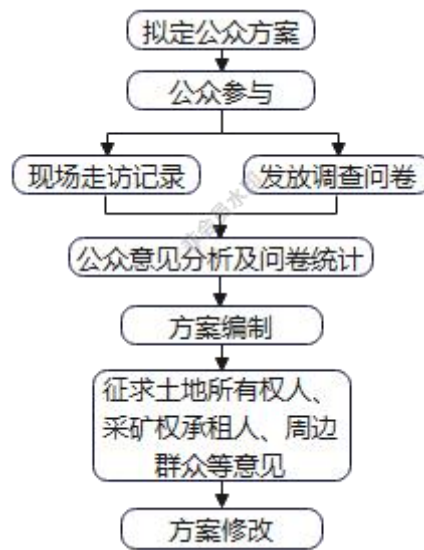 拟定公众方案
公众参与
现场走访记录
发放调查问卷
公众意见分析及问卷统计
方案编制
征求土地所有权人、
采矿权承租人、周边
群众等意见
方案修改